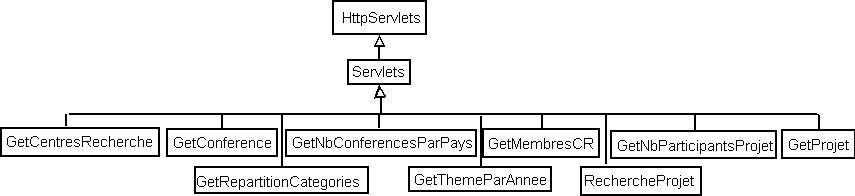 HttpServlets
Servlets
GetCentresRecherche
GetConference
GetNbConferencesParPays
GetMembresCR
GetNbParticipantsProjet
GetProjet
GetRepartitionCategories
GetThemeParAnnee
RechercheProjet